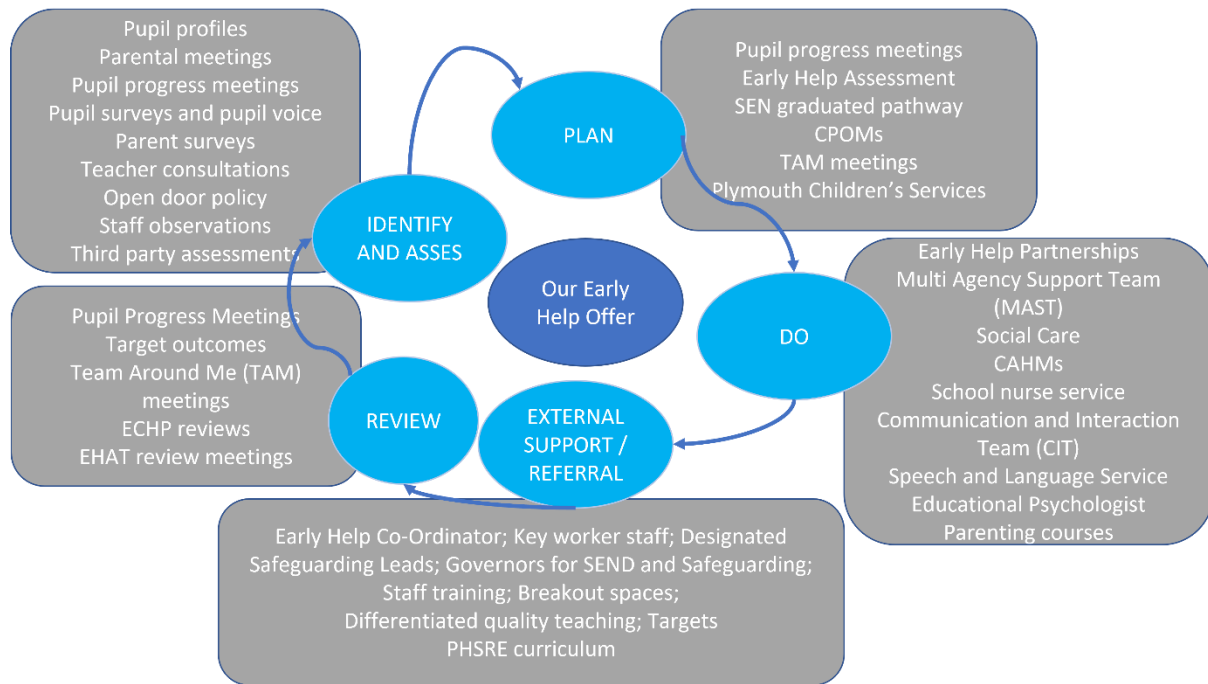 Pupil profiles
Parental meetings
Pupil progress meetings
Pupil surveys and pupil voice
Parent surveys
Teacher consultations
Open door policy
Staff observations
Third party assessments
IDENTIFY
AND ASSES
PLAN
Pupil progress meetings
Early Help Assessment
SEN graduated pathway
CPOMs
TAM meetings
Plymouth Children's Services
Our Early
Help Offer
DO
Early Help Partnerships
Multi Agency Support Team
(MAST)
Social Care
CAHMs
School nurse service
Communication and Interaction
Team (CIT)
Speech and Language Service
Educational Psychologist
Parenting courses
EXTERNAL
SUPPORT /
REFERRAL
Early Help Co-Ordinator; Key worker staff; Designated
Safeguarding Leads; Governors for SEND and Safeguarding;
Staff training; Breakout spaces;
Differentiated quality teaching; Targets
PHSRE curriculum
REVIEW
Pupil Progress Meetings
Target outcomes
Team Around Me (TAM)
meetings
ECHP reviews
EHAT review meetings